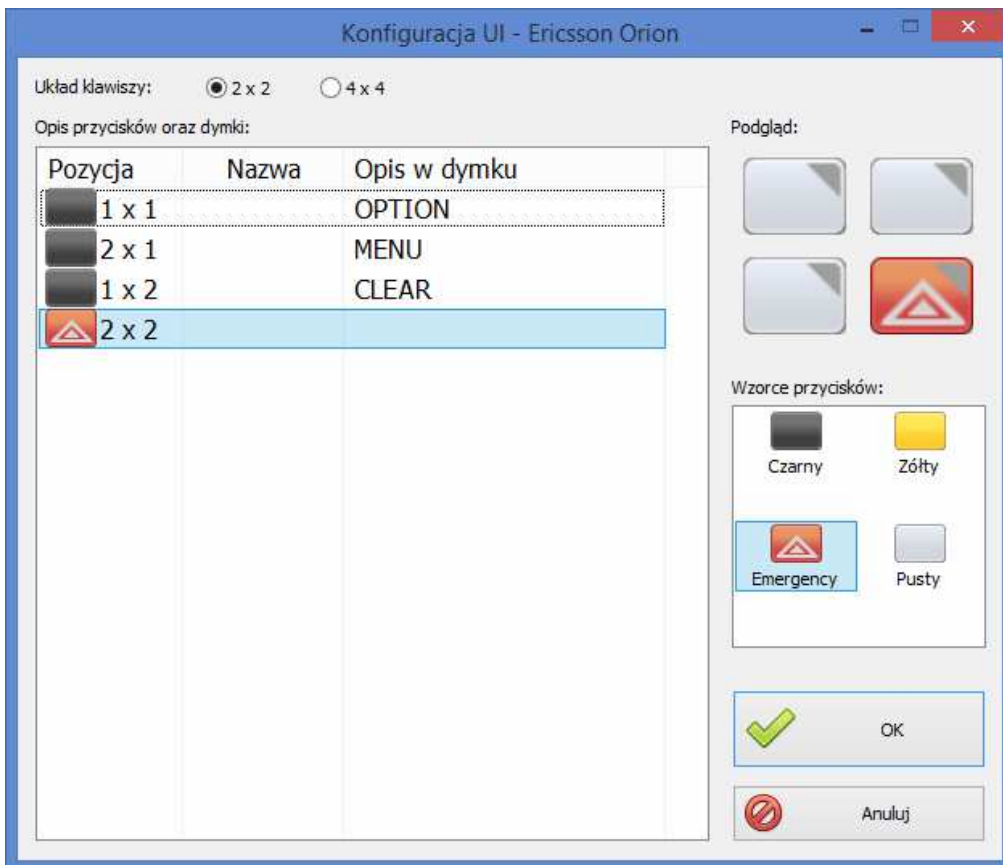 Konfiguracja UI - Ericsson Orion
Układ klawiszy: 2 x 2 4 x 4
Opis przycisków oraz dymki:
Pozycja Nazwa Opis w dymku
1 x 1 OPTION
2 x 1 MENU
1 x 2 CLEAR
2 x 2
Podgląd:
Wzorce przycisków:
Czarny Zółty
Emergency Pusty
OK
Anuluj